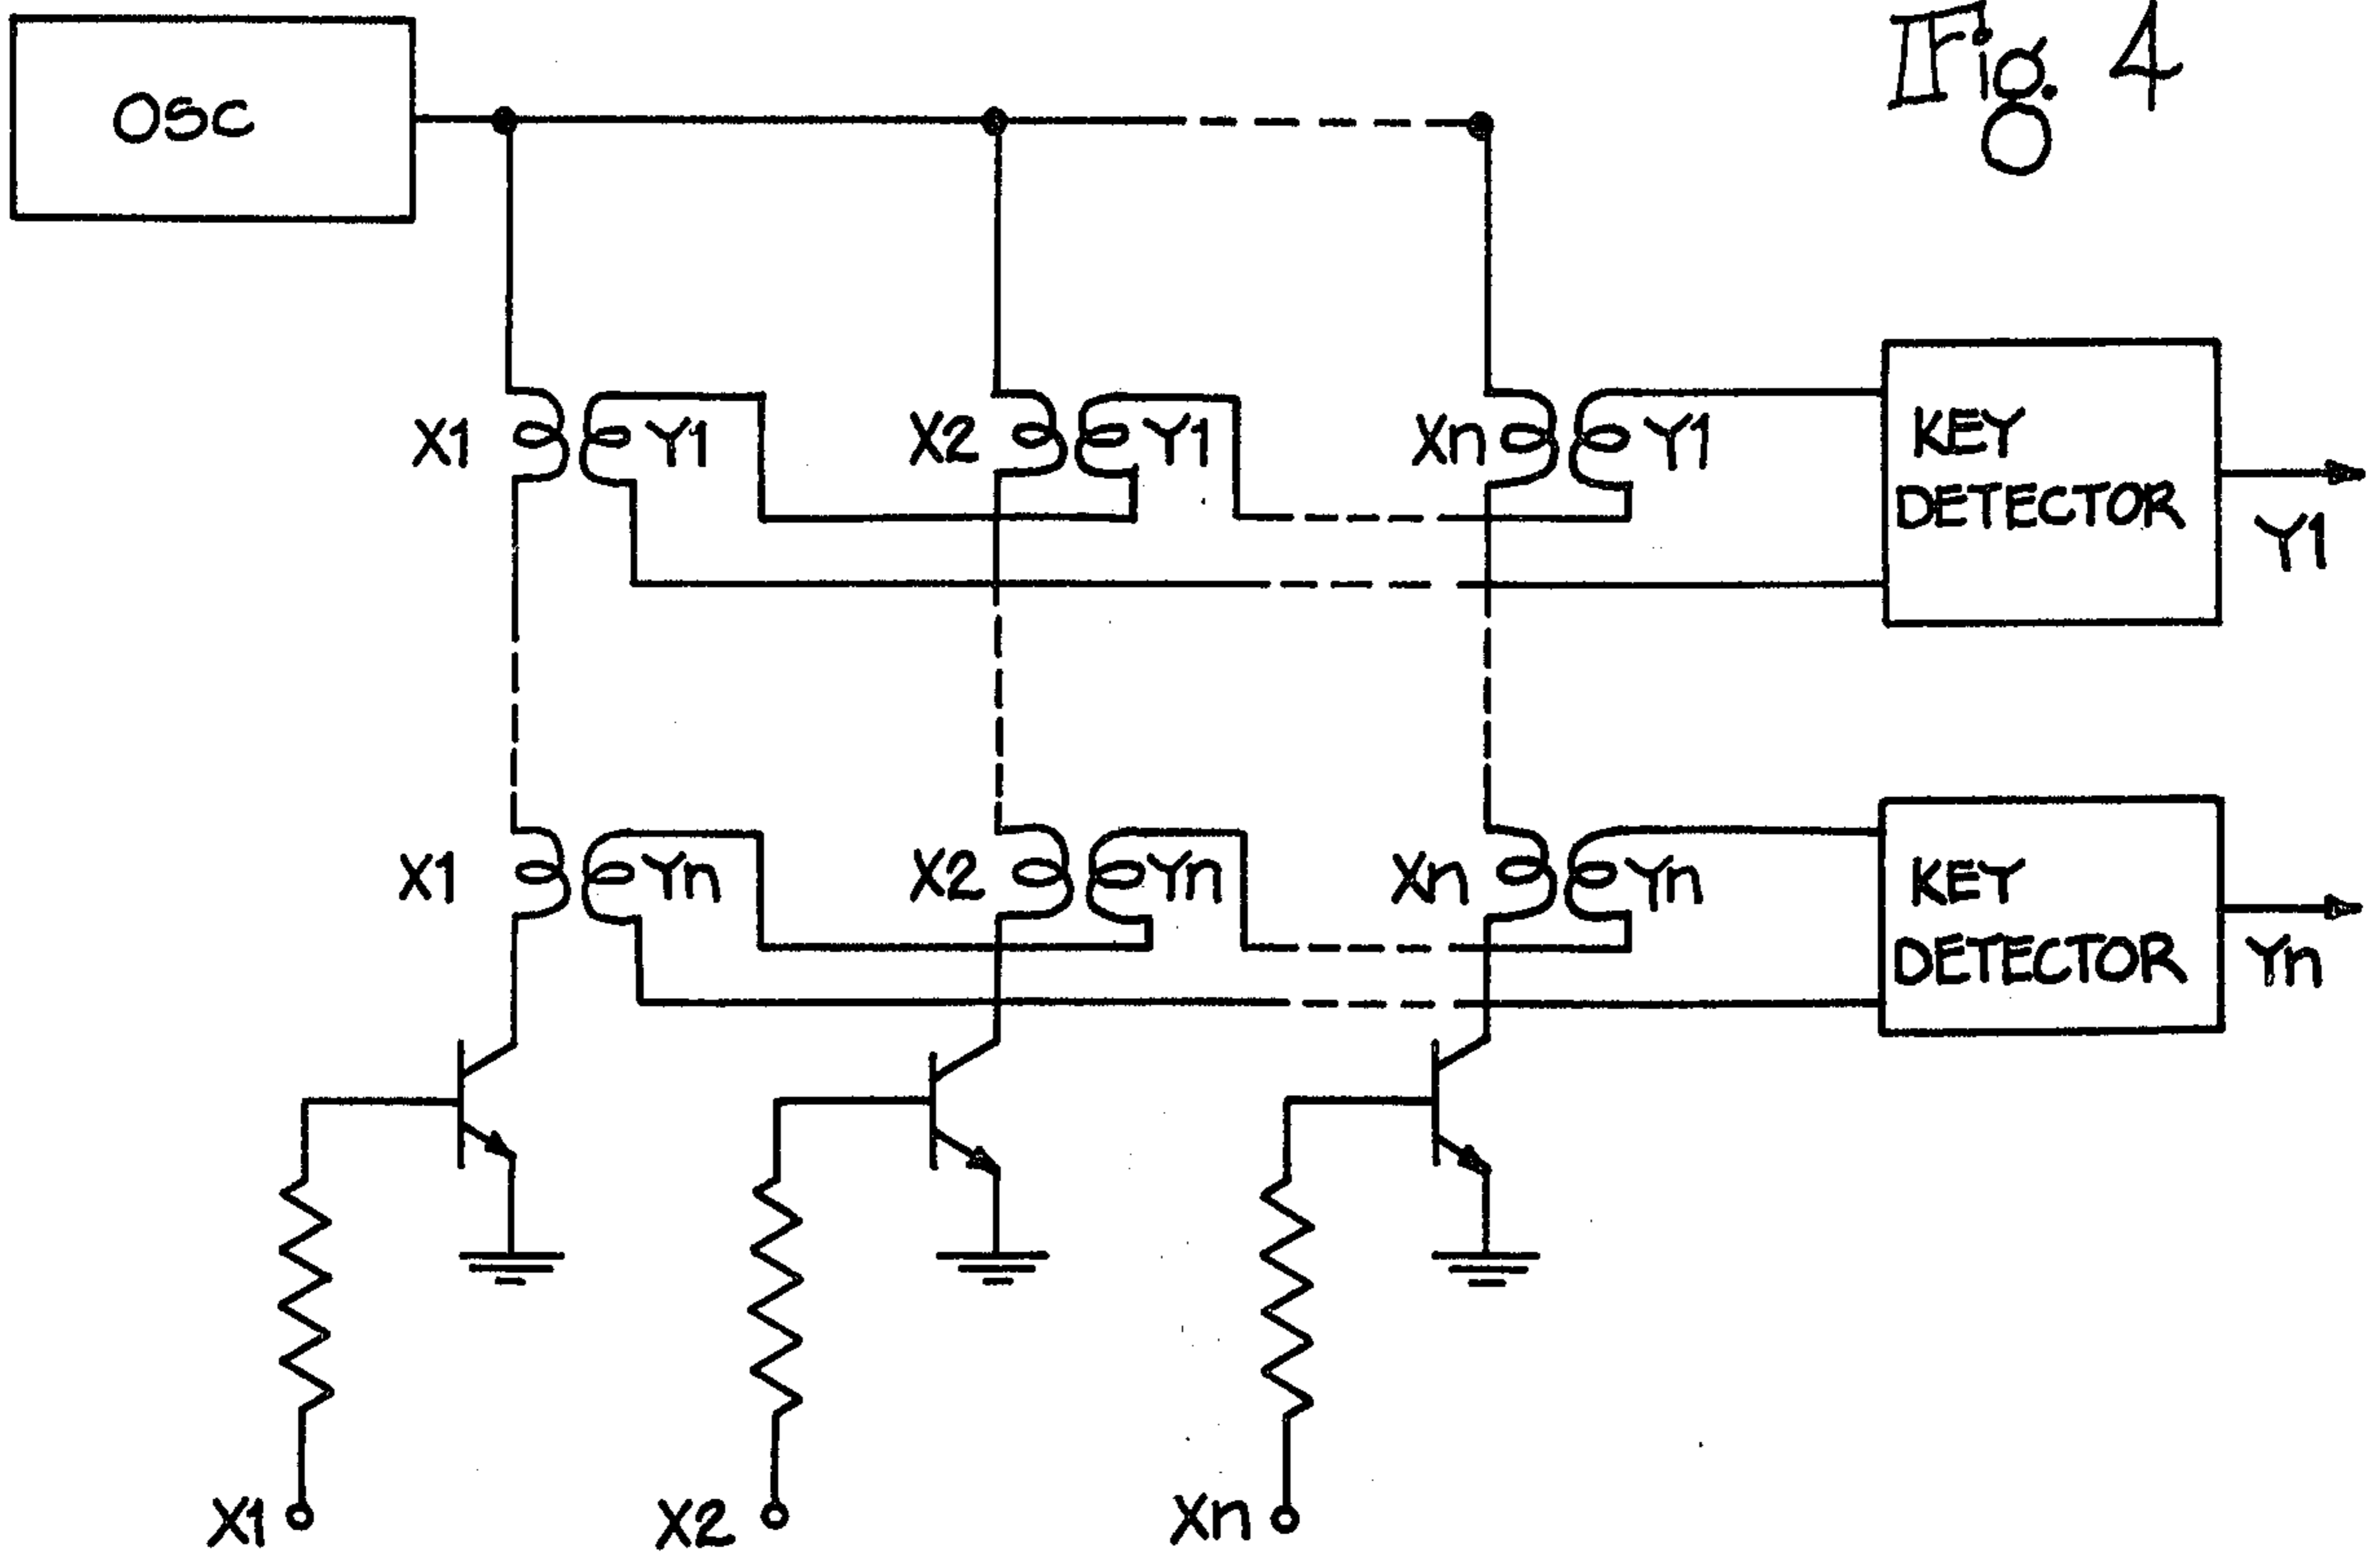 Fig. 4
OSC
X1 Y1 X2 Y1 Xn Y1
KEY
DETECTOR
Y1
X1 Yn X2 Yn Xn Yn
KEY
DETECTOR
Yn
X1 X2 Xn